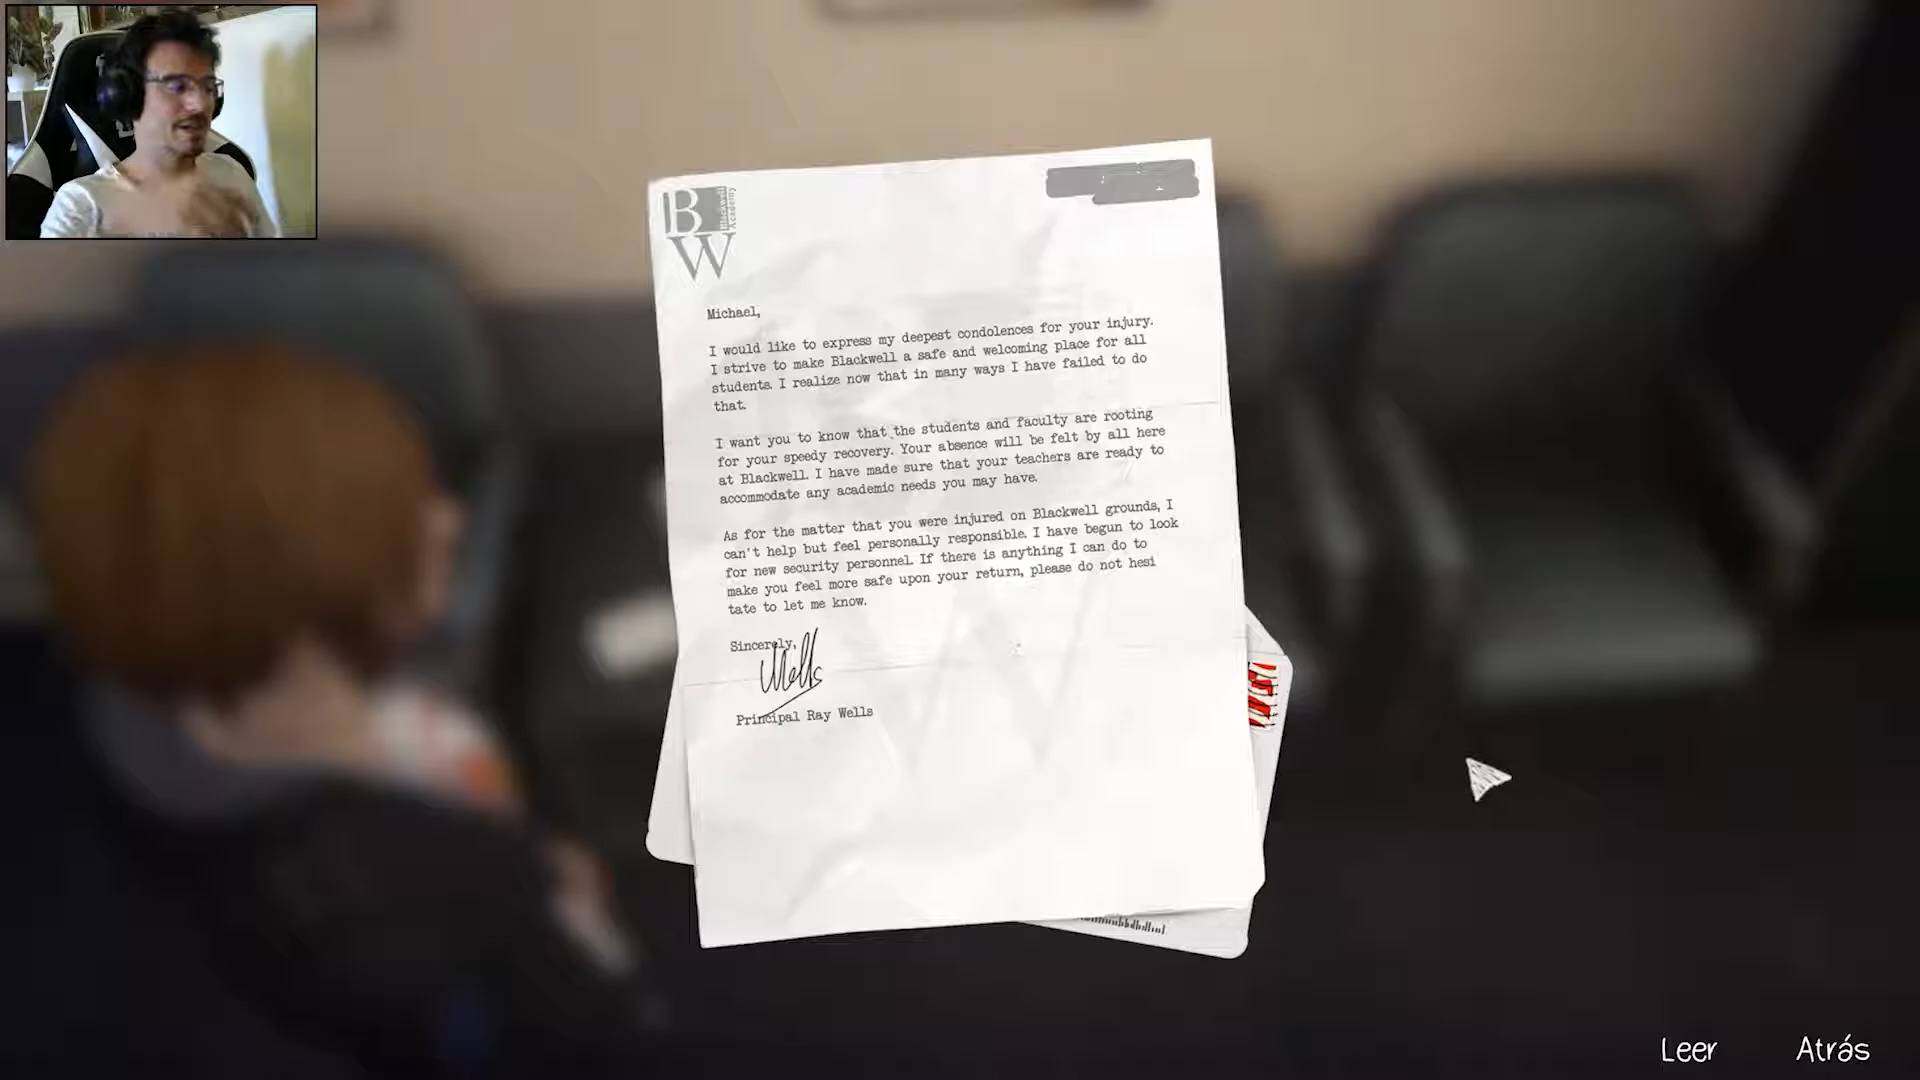 BW
Blackwell
Academy
Michael,
I would like to express my deepest condolences for your injury.
I strive to make Blackwell a safe and welcoming place for all
students. I realize now that in many ways I have failed to do
that.
I want you to know that the students and faculty are rooting
for your speedy recovery. Your absence will be felt by all here
at Blackwell. I have made sure that your teachers are ready to
accommodate any academic needs you may have.
As for the matter that you were injured on Blackwell grounds, I
can't help but feel personally responsible. I have begun to look
for new security personnel. If there is anything I can do to
make you feel more safe upon your return, please do not hesi
tate to let me know.
Sincerely,
Wells
Principal Ray Wells
Leer Atrás